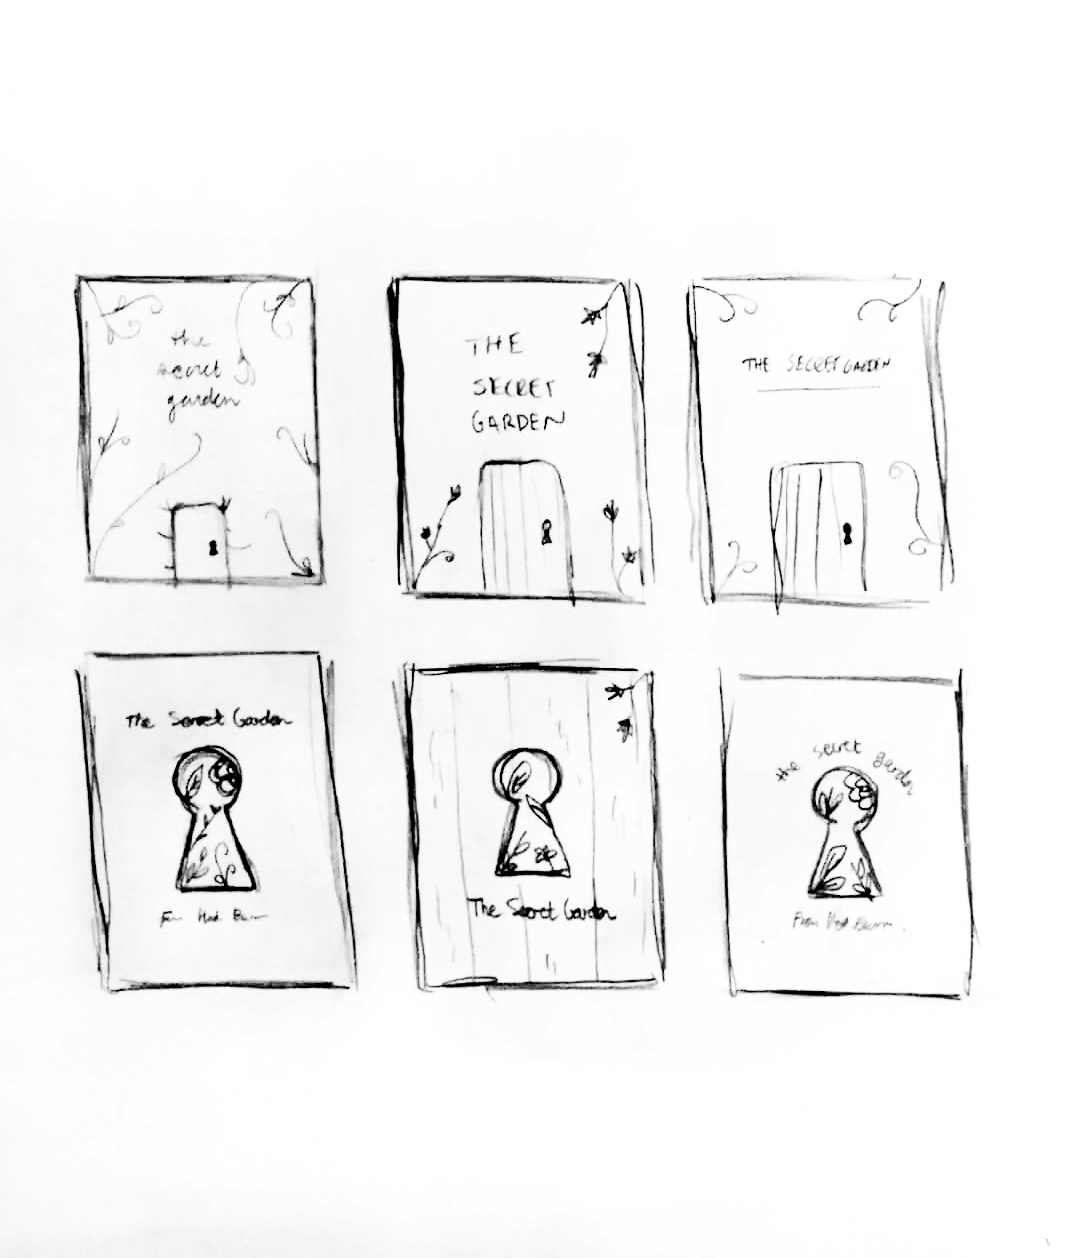 the
secret
garden
THE
SECRET
GARDEN
THE SECRET GARDEN
The Secret Garden
The Secret Garden
the secret garden